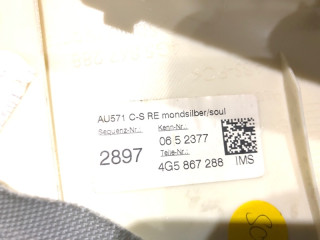 AU571 C-S RE mondsilber/soul
Sequenz-Nr.: Kenn-Nr.:
2897 06 5 2377
Teile-Nr.:
4G5 867 288 IMS